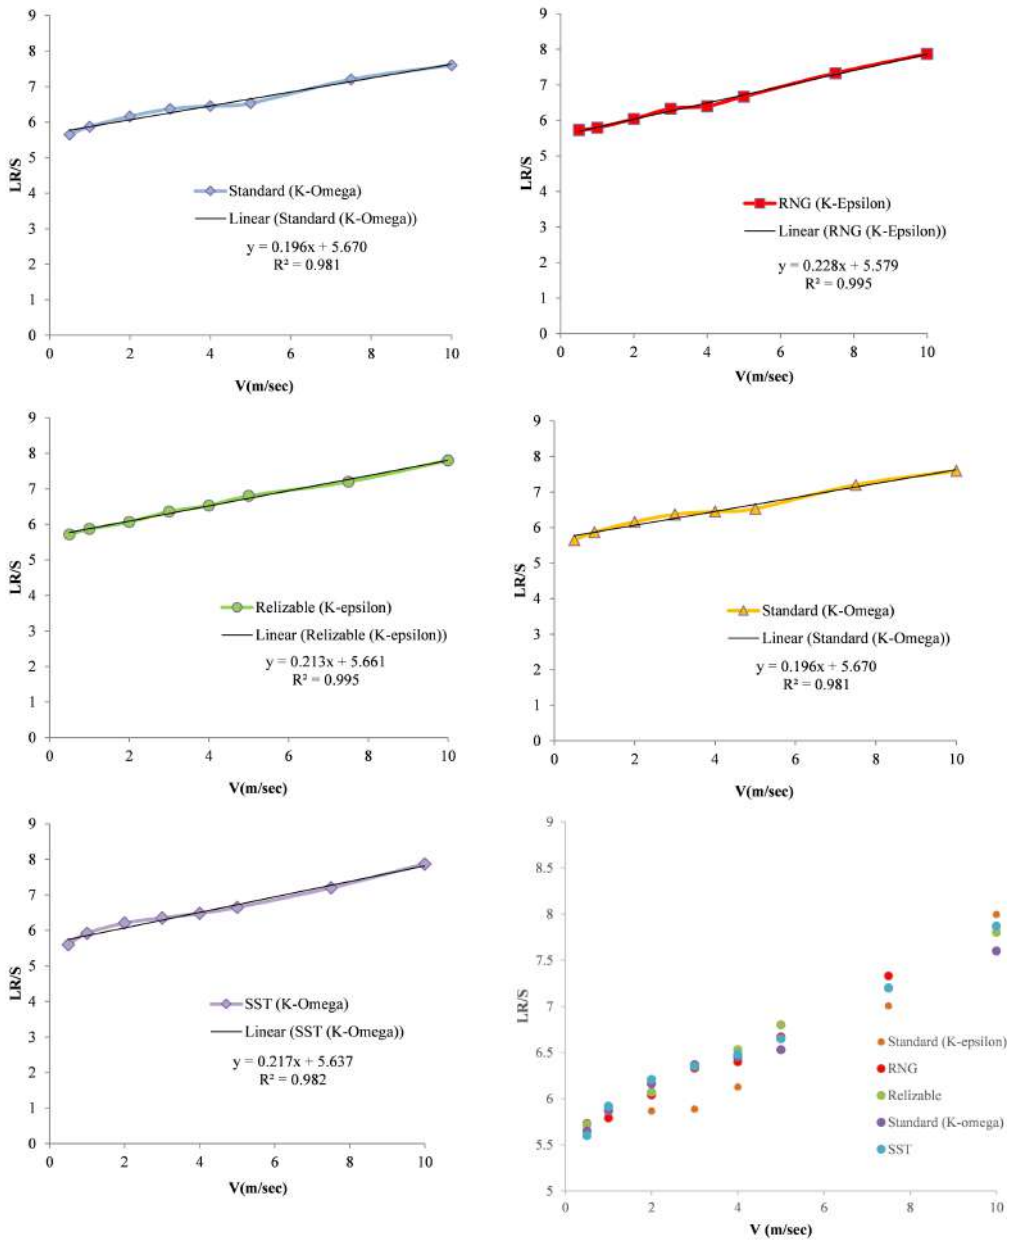 9
8
7
6
5
4
3
2
1
0
LR/S
Standard (K-Omega)
Linear (Standard (K-Omega))
y = 0.196x + 5.670
R² = 0.981
0 2 4 6 8 10
V(m/sec)
9
8
7
6
5
4
3
2
1
0
LR/S
RNG (K-Epsilon)
Linear (RNG (K-Epsilon))
y = 0.228x + 5.579
R² = 0.995
0 2 4 6 8 10
V(m/sec)
9
8
7
6
5
4
3
2
1
0
LR/S
Relizable (K-epsilon)
Linear (Relizable (K-epsilon))
y = 0.213x + 5.661
R² = 0.995
0 2 4 6 8 10
V(m/sec)
9
8
7
6
5
4
3
2
1
0
LR/S
Standard (K-Omega)
Linear (Standard (K-Omega))
y = 0.196x + 5.670
R² = 0.981
0 2 4 6 8 10
V(m/sec)
9
8
7
6
5
4
3
2
1
0
LR/S
SST (K-Omega)
Linear (SST (K-Omega))
y = 0.217x + 5.637
R² = 0.982
0 2 4 6 8 10
V(m/sec)
9
8.5
8
7.5
7
6.5
6
5.5
5
LR/S
Standard (K-epsilon)
RNG
Relizable
Standard (K-omega)
SST
0 2 4 6 8 10
V (m/sec)